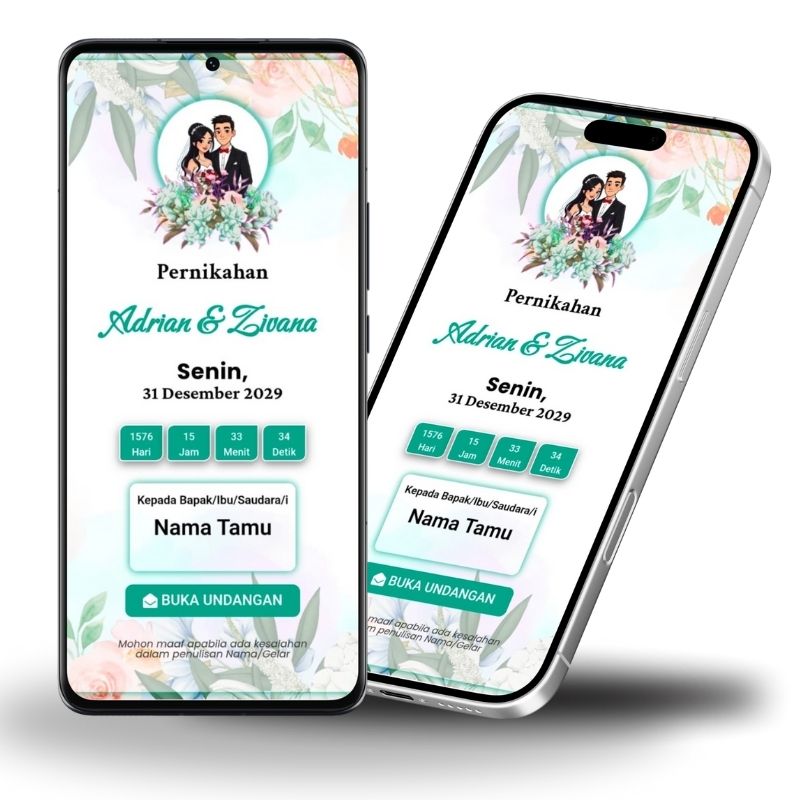 Pernikahan
Adrian & Zivana
Senin,
31 Desember 2029
1576 15 33 34
Hari Jam Menit Detik
Kepada Bapak/Ibu/Saudara/i
Nama Tamu
BUKA UNDANGAN
Mohon maaf apabila ada kesalahan
dalam penulisan Nama/Gelar
Pernikahan
Adrian & Zivana
Senin,
31 Desember 2029
1576 15 33 34
Hari Jam Menit Detik
Kepada Bapak/Ibu/Saudara/i
Nama Tamu
BUKA UNDANGAN
maaf apabila ada kesalahan
penulisan Nama/Gelar